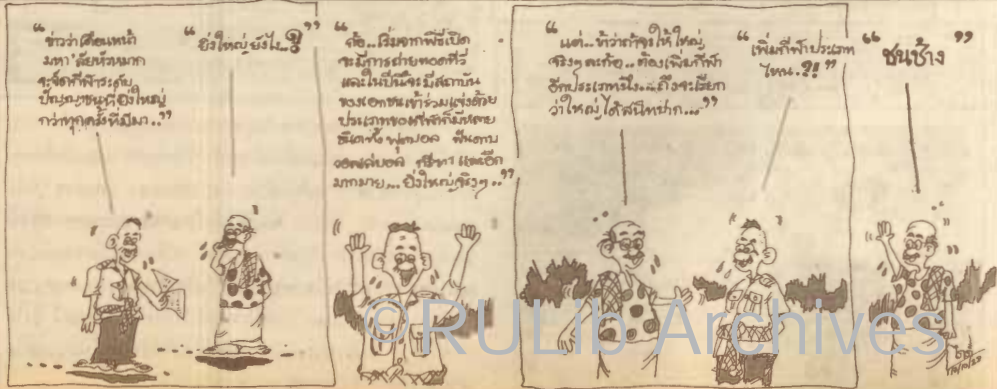 “ข่าวว่าเดือนหน้า
มหา'ลัยหัวหมาก
จะจัดกีฬาระดับ
ปัญญาชนเรื่องใหญ่
กว่าทุกครั้งที่มีมา..”
“ยิ่งใหญ่ยังไง..?”
“คือ..เริ่มจากพิธีเปิด
จะมีการถ่ายทอดทีวี
และในปีนี้จะมีสถาบัน
ของเอกชนเข้าร่วมแข่งด้วย
ประเภทของกีฬาก็มีหลาย
ชนิดทั้ง ฟุตบอล ฟันดาบ
วอลเลย์บอล กรีฑา และอีก
มากมาย... ยิ่งใหญ่จริงๆ..”
“แต่.. ข้าว่าถ้าจะให้ใหญ่
จริงๆ ละก้อ.. ต้องเพิ่มกีฬา
อีกประเภทนึง... ถึงจะเรียก
ว่าใหญ่ได้สนิทปาก...”
“เพิ่มกีฬาประเภท
ไหน..?!”
“ชนช้าง”
©RULib Archives